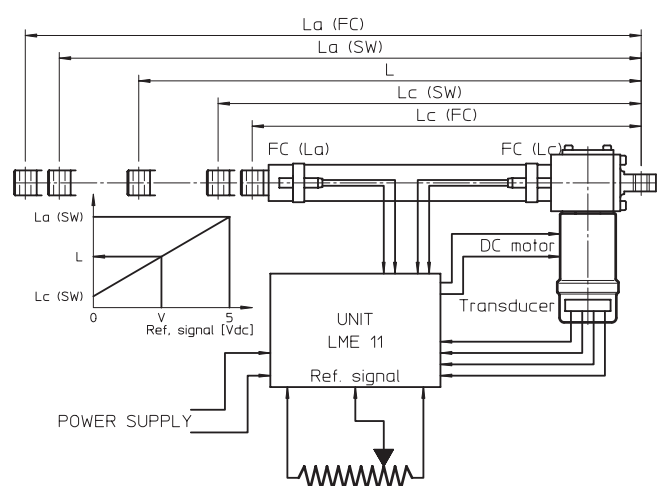 La (FC)
La (SW)
L
Lc (SW)
Lc (FC)
FC (La)
FC (Lc)
La (SW)
L
Lc (SW)
0
V
5
Ref, signal [Vdc]
DC motor
Transducer
UNIT
LME 11
Ref. signal
POWER SUPPLY